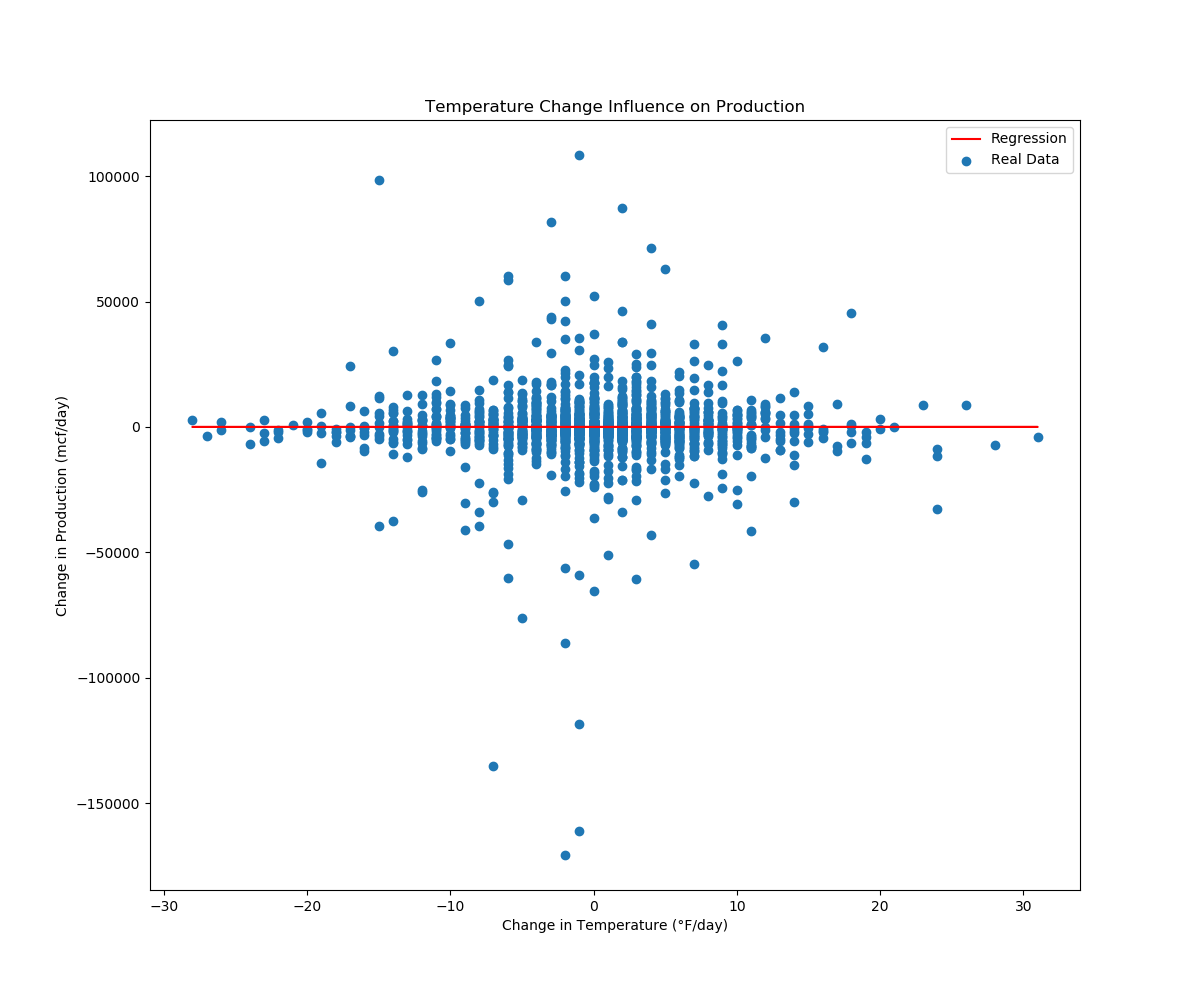 Temperature Change Influence on Production
Regression
Real Data
100000
50000
0
−50000
−100000
−150000
Change in Production (mcf/day)
−30 −20 −10 0 10 20 30
Change in Temperature (°F/day)